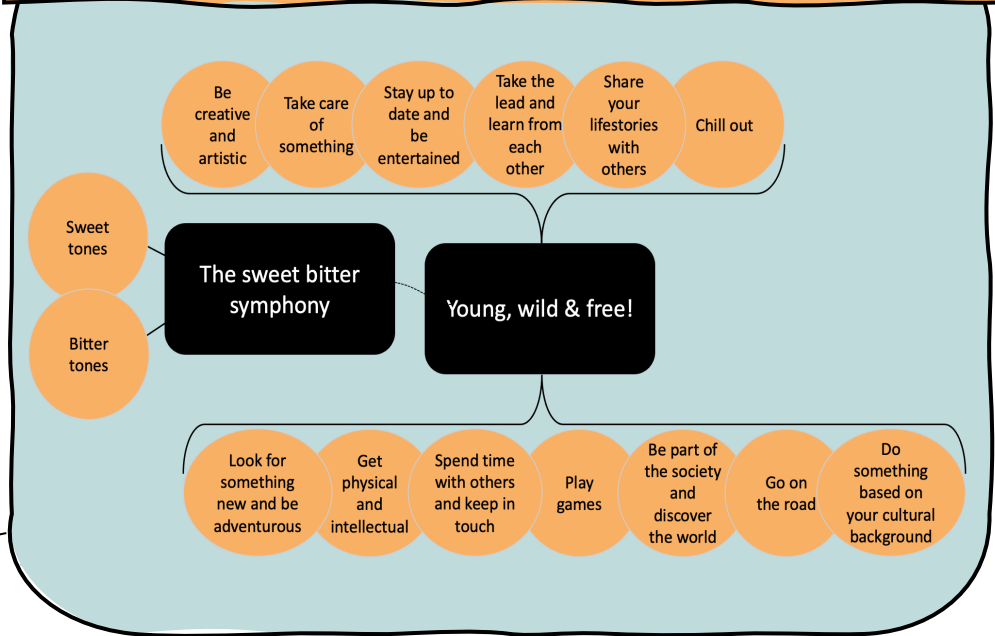 Be
creative
and
artistic
Take care
of
something
Stay up to
date and
be
entertained
Take the
lead and
learn from
each
other
Share
your
lifestories
with
others
Chill out
Sweet
tones
Bitter
tones
The sweet bitter
symphony
Young, wild & free!
Look for
something
new and be
adventurous
Get
physical
and
intellectual
Spend time
with others
and keep in
touch
Play
games
Be part of
the society
and
discover
the world
Go on
the road
Do
something
based on
your cultural
background